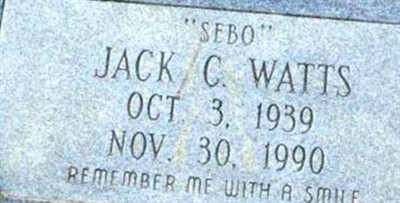 "SEBO"
JACK C. WATTS
OCT. 3, 1939
NOV. 30, 1990
REMEMBER ME WITH A SMILE